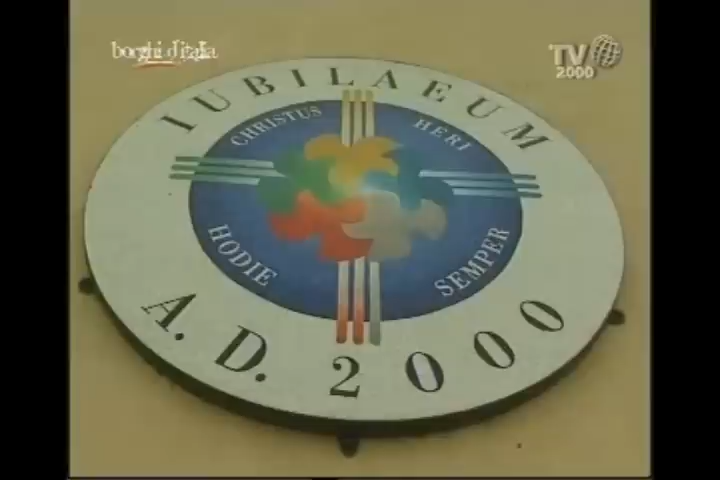 borghi d'italia
TV
2000
IUBILAEUM
CHRISTUS HERI
HODIE SEMPER
A.D. 2000